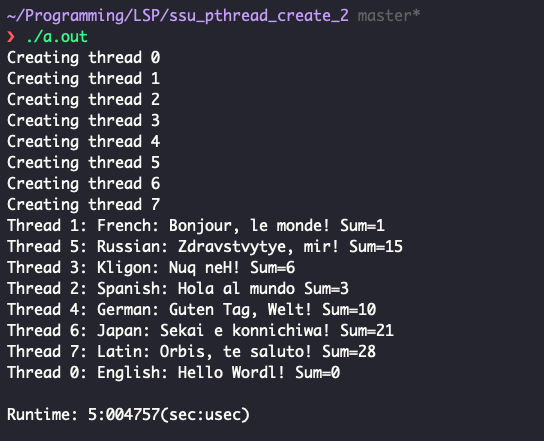 ~/Programming/LSP/ssu_pthread_create_2 master*
❯ ./a.out
Creating thread 0
Creating thread 1
Creating thread 2
Creating thread 3
Creating thread 4
Creating thread 5
Creating thread 6
Creating thread 7
Thread 1: French: Bonjour, le monde! Sum=1
Thread 5: Russian: Zdravstvytye, mir! Sum=15
Thread 3: Kligon: Nuq neH! Sum=6
Thread 2: Spanish: Hola al mundo Sum=3
Thread 4: German: Guten Tag, Welt! Sum=10
Thread 6: Japan: Sekai e konnichiwa! Sum=21
Thread 7: Latin: Orbis, te saluto! Sum=28
Thread 0: English: Hello Wordl! Sum=0
Runtime: 5:004757(sec:usec)